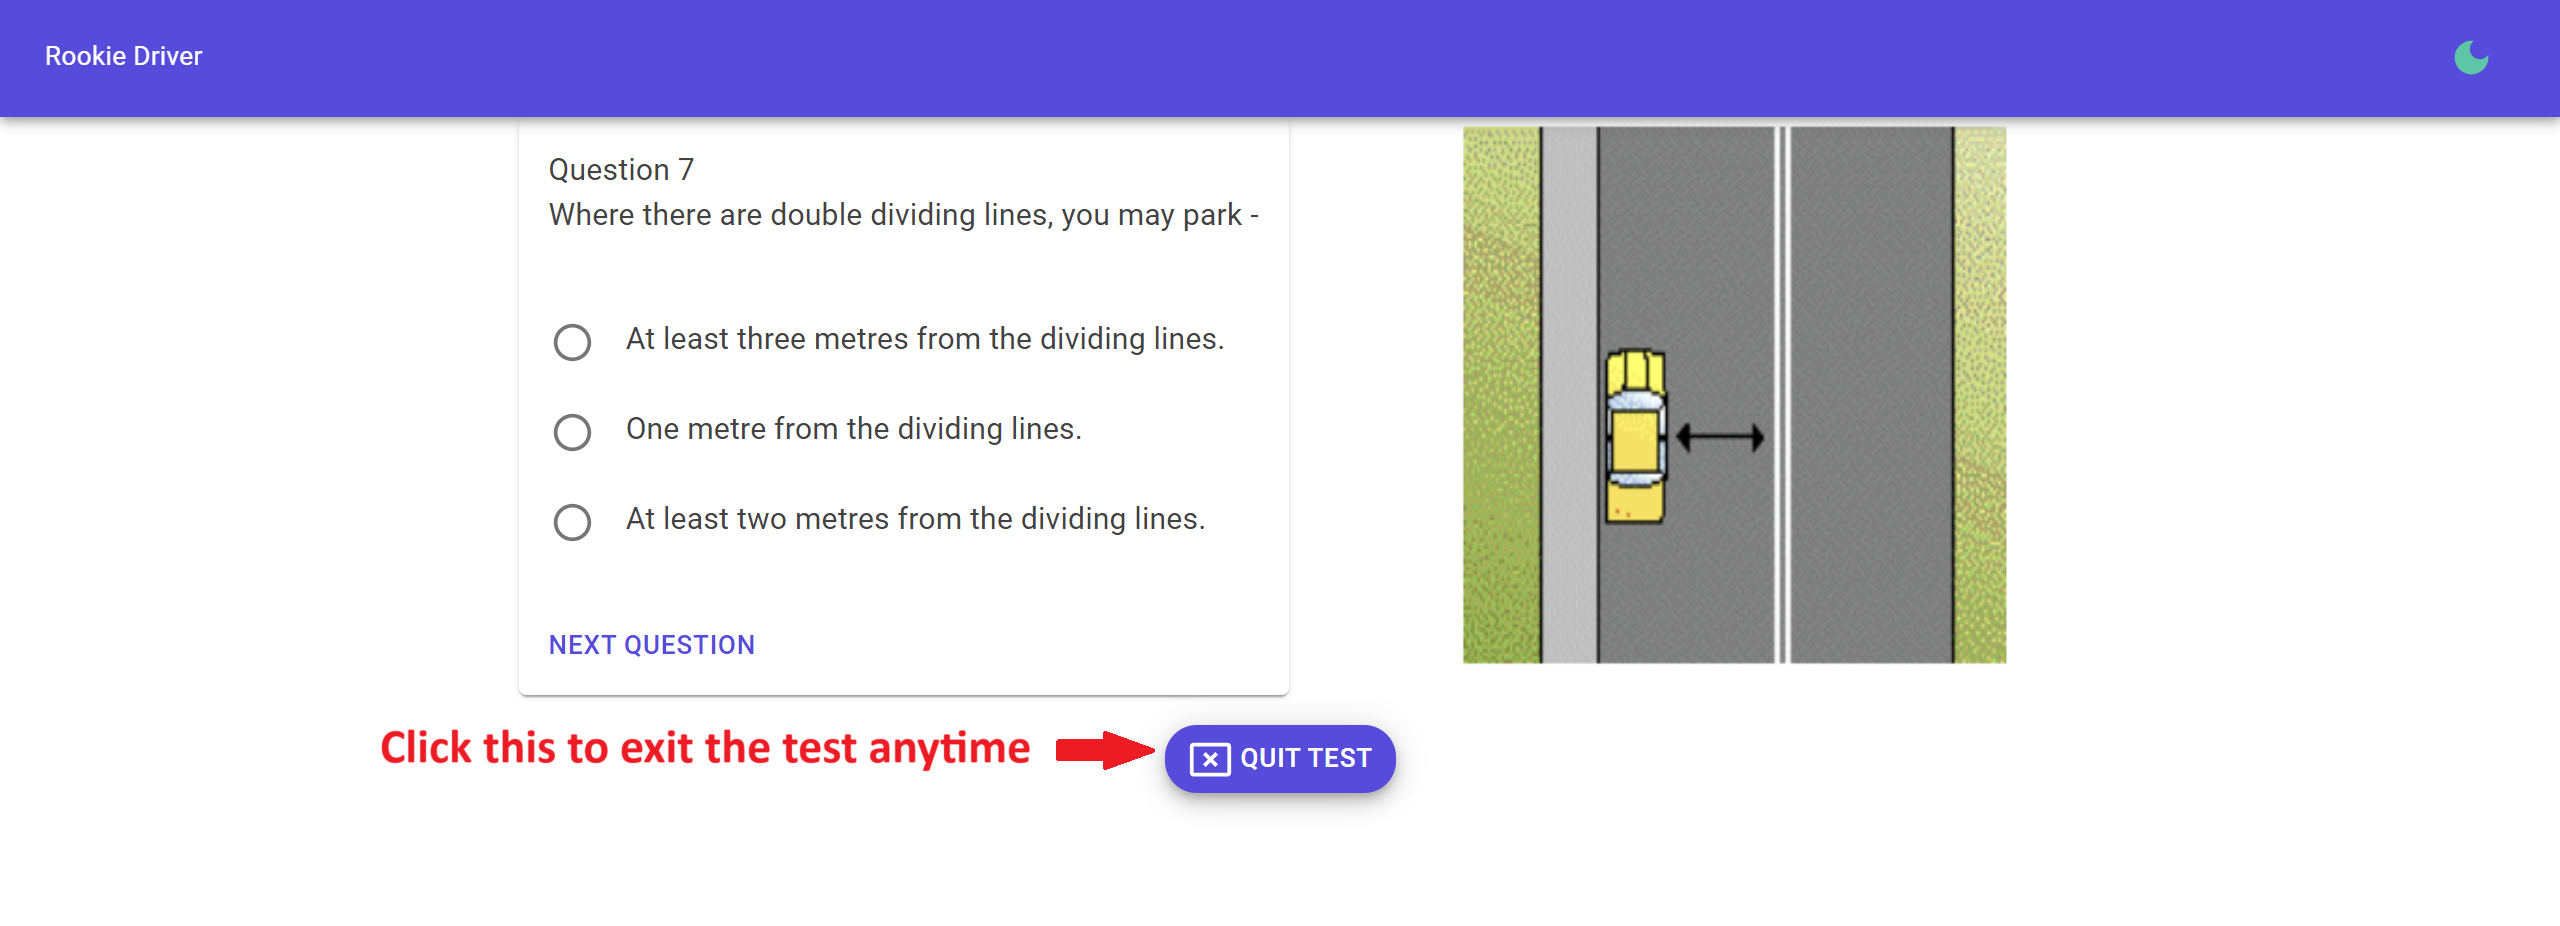 Rookie Driver
Question 7
Where there are double dividing lines, you may park -
At least three metres from the dividing lines.
One metre from the dividing lines.
At least two metres from the dividing lines.
NEXT QUESTION
Click this to exit the test anytime
QUIT TEST